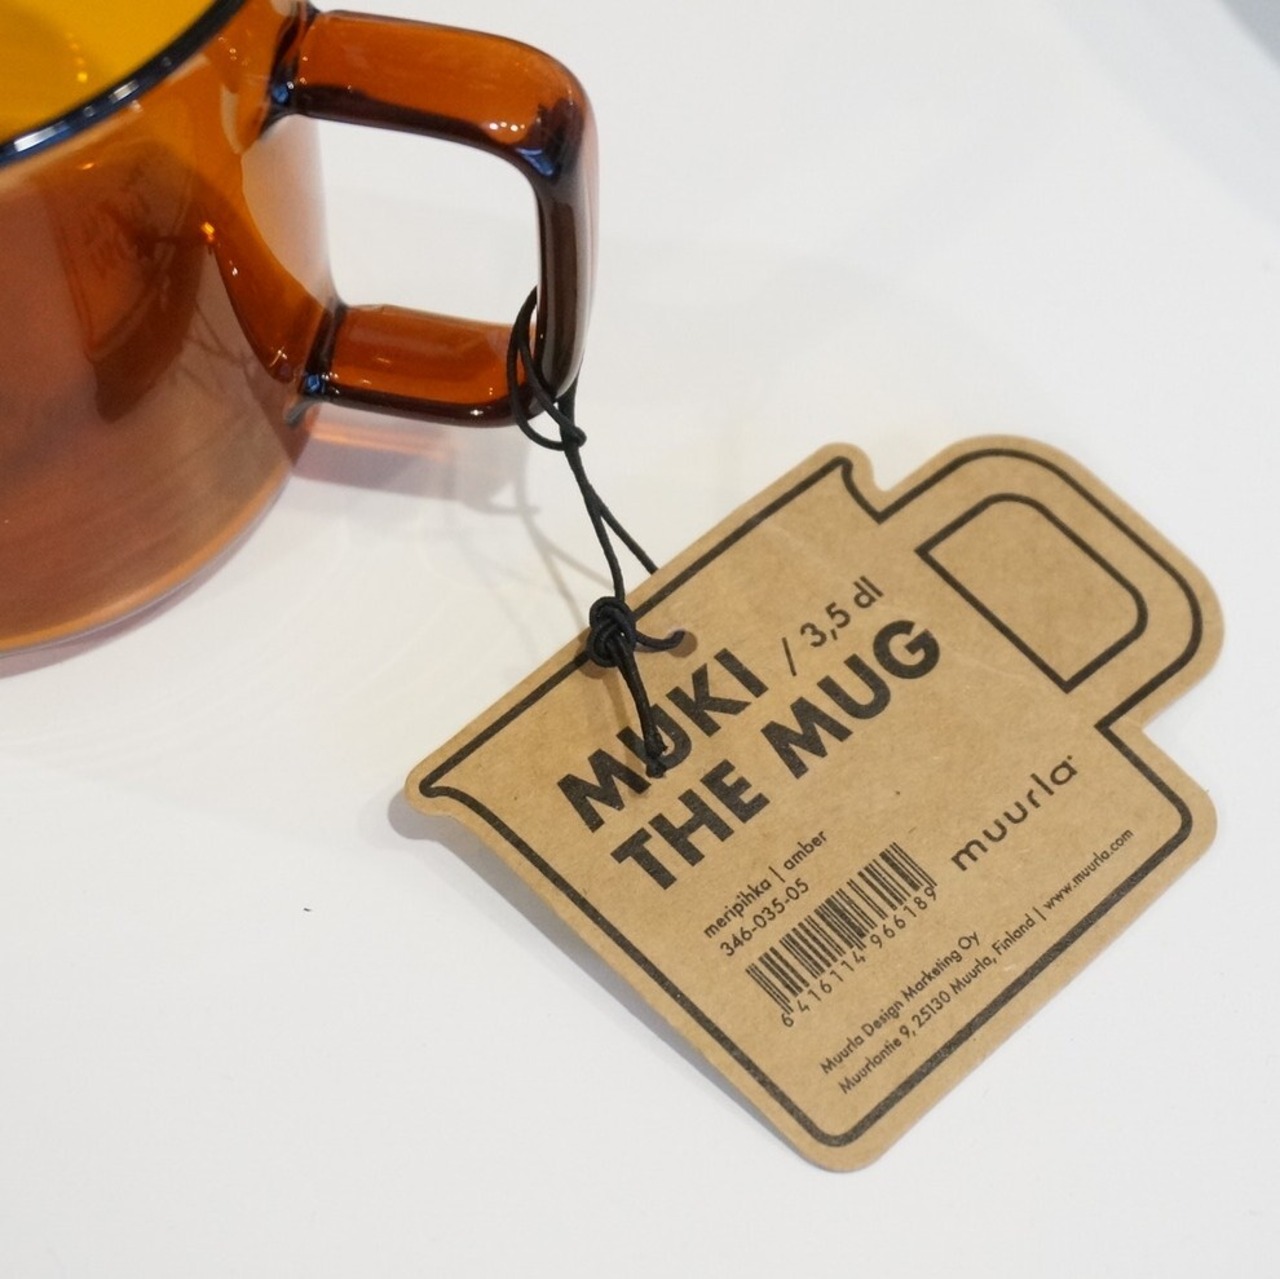 MUKI / 3,5 dl
THE MUG
meripihka | amber
346-035-05
6 416114 966189
muurla
Muurla Design Marketing Oy
Muurlantie 9, 25130 Muurla, Finland | www.muurla.com